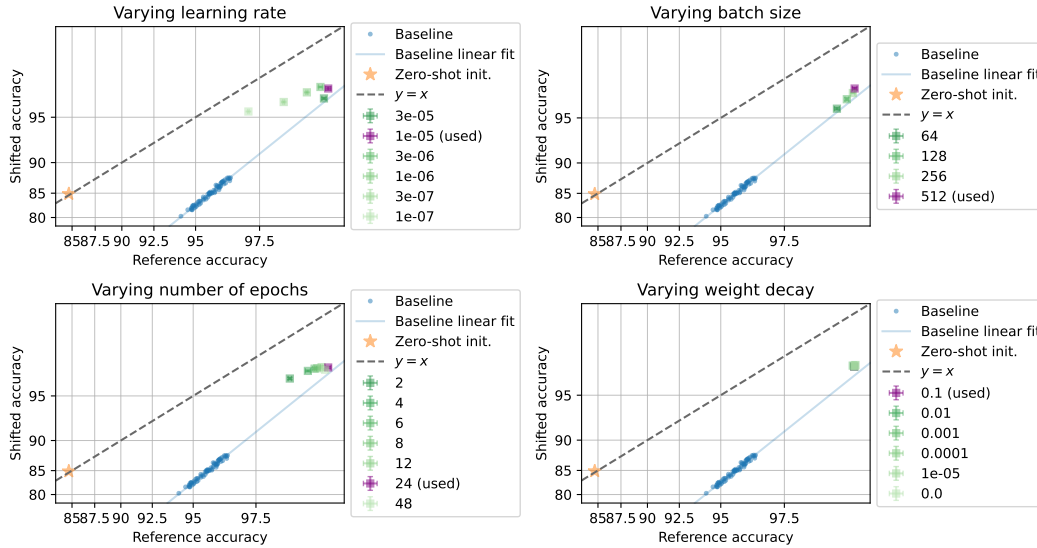 Varying learning rate
Shifted accuracy
95
90
85
80
85 87.5 90 92.5 95 97.5
Reference accuracy
Baseline
Baseline linear fit
Zero-shot init.
y = x
3e-05
1e-05 (used)
3e-06
1e-06
3e-07
1e-07
Varying batch size
Shifted accuracy
95
90
85
80
85 87.5 90 92.5 95 97.5
Reference accuracy
Baseline
Baseline linear fit
Zero-shot init.
y = x
64
128
256
512 (used)
Varying number of epochs
Shifted accuracy
95
90
85
80
85 87.5 90 92.5 95 97.5
Reference accuracy
Baseline
Baseline linear fit
Zero-shot init.
y = x
2
4
6
8
12
24 (used)
48
Varying weight decay
Shifted accuracy
95
90
85
80
85 87.5 90 92.5 95 97.5
Reference accuracy
Baseline
Baseline linear fit
Zero-shot init.
y = x
0.1 (used)
0.01
0.001
0.0001
1e-05
0.0